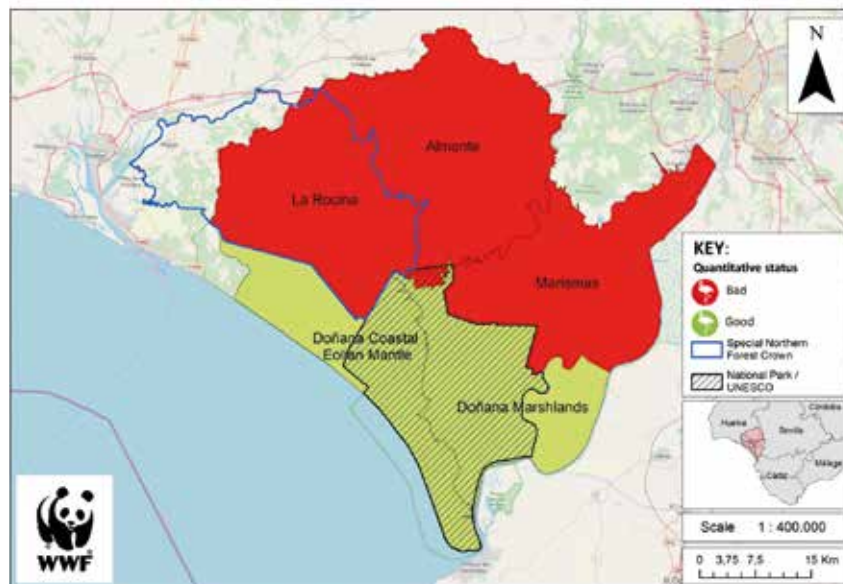 N
Almonte
La Rocina
Marismas
Doñana Coastal
Eolian Mantle
Doñana Marshlands
KEY:
Quantitative status
Bad
Good
Special Northern
Forest Crown
National Park /
UNESCO
Córdoba
Huelva
Sevilla
Málaga
Cádiz
Scale 1 : 400.000
0 3,75 7,5 15 Km
WWF